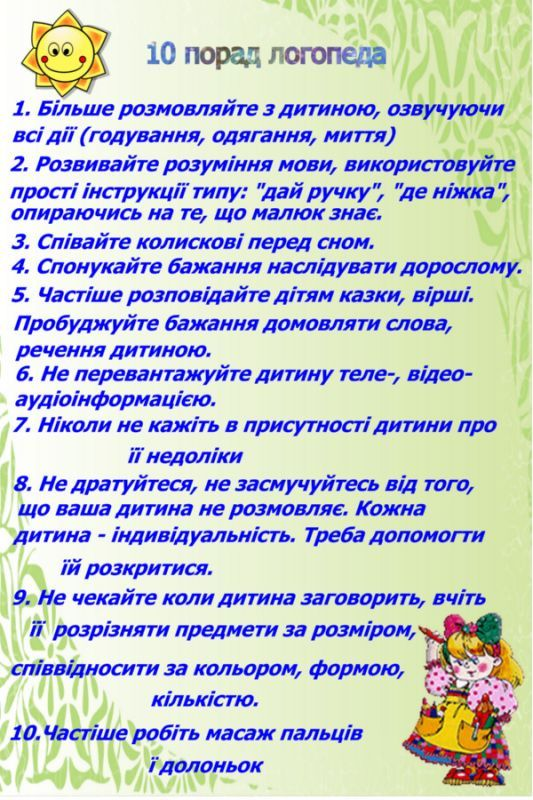 10 порад логопеда
1. Більше розмовляйте з дитиною, озвучуючи
всі дії (годування, одягання, миття)
2. Розвивайте розуміння мови, використовуйте
прості інструкції типу: "дай ручку", "де ніжка",
опираючись на те, що малюк знає.
3. Співайте колискові перед сном.
4. Спонукайте бажання наслідувати дорослому.
5. Частіше розповідайте дітям казки, вірші.
Пробуджуйте бажання домовляти слова,
речення дитиною.
6. Не перевантажуйте дитину теле-, відео-
аудіоінформацією.
7. Ніколи не кажіть в присутності дитини про
її недоліки
8. Не дратуйтеся, не засмучуйтесь від того,
що ваша дитина не розмовляє. Кожна
дитина - індивідуальність. Треба допомогти
їй розкритися.
9. Не чекайте коли дитина заговорить, вчіть
її розрізняти предмети за розміром,
співвідносити за кольором, формою,
кількістю.
10.Частіше робіть масаж пальців
ї долоньок